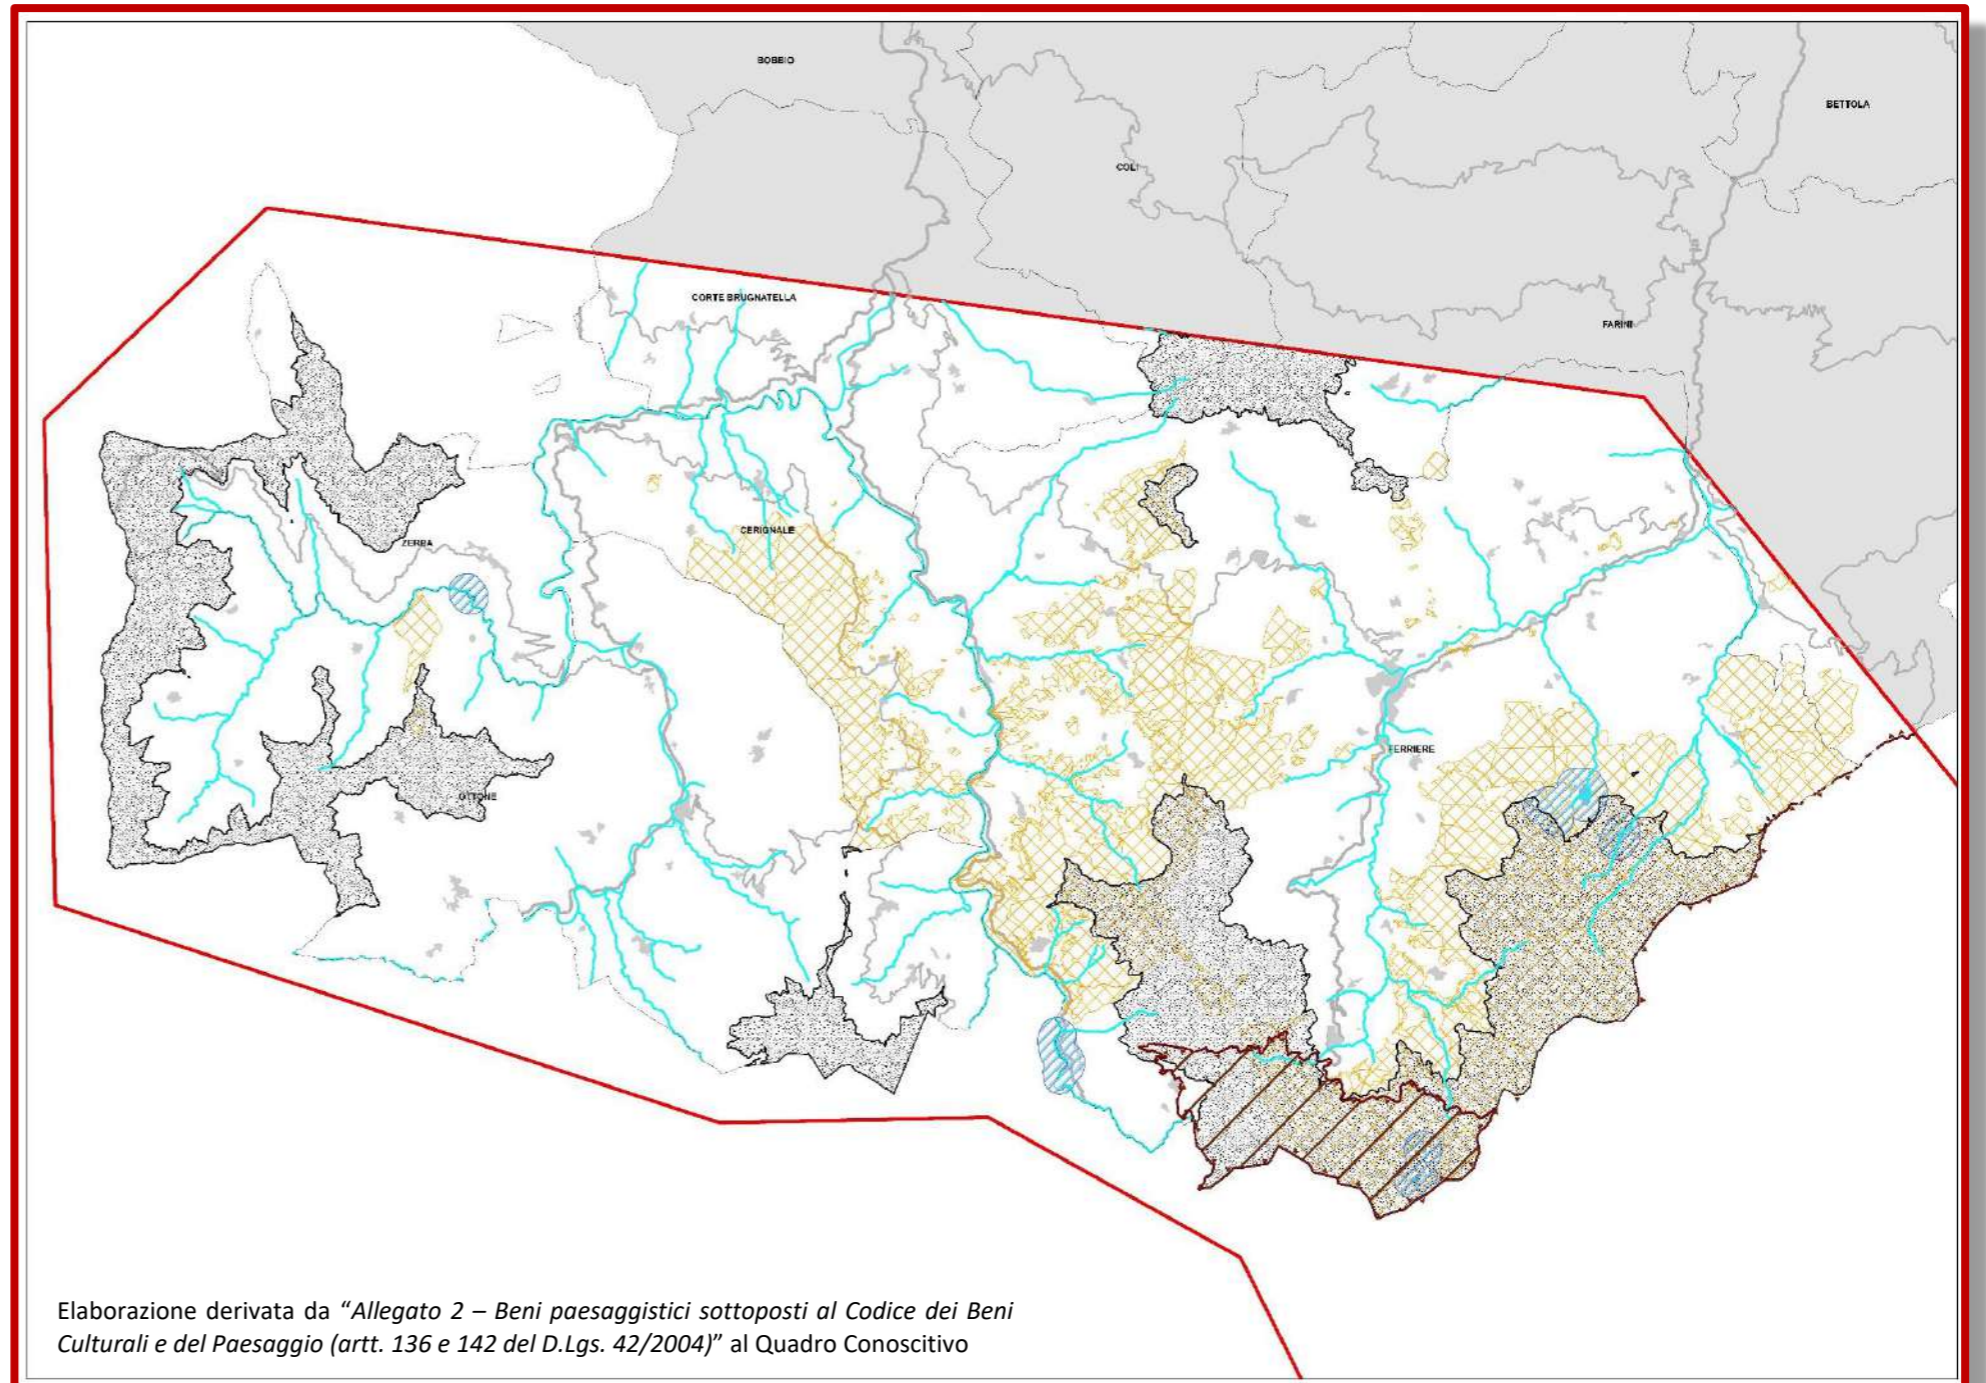 BOBBIO
BETTOLA
COLI
CORTE BRUGNATELLA
FARINI
CERIGNALE
ZERBA
FERRIERE
OTTONE
Elaborazione derivata da “Allegato 2 – Beni paesaggistici sottoposti al Codice dei Beni
Culturali e del Paesaggio (artt. 136 e 142 del D.Lgs. 42/2004)” al Quadro Conoscitivo